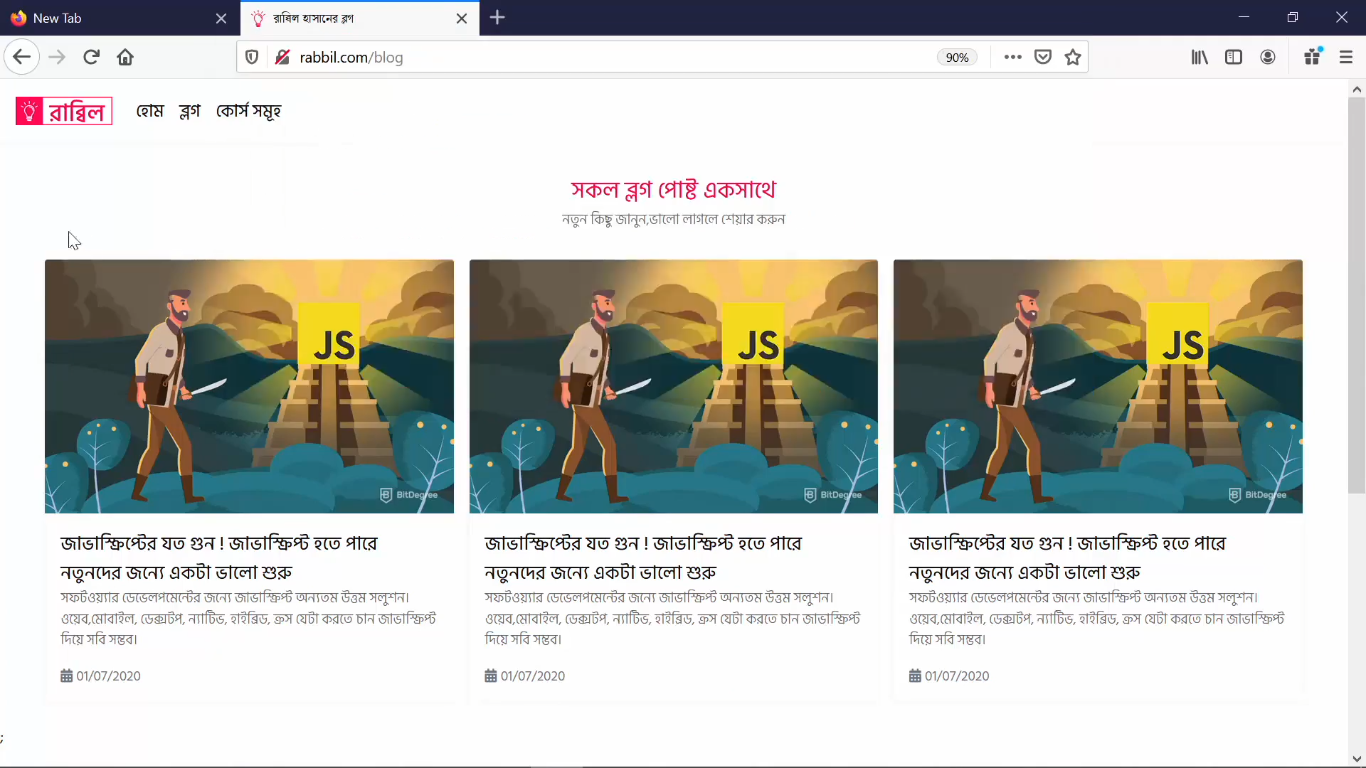 New Tab
রাব্বিল হাসানের ব্লগ
rabbil.com/blog
90%
রাব্বিল
হোম ব্লগ কোর্স সমূহ
সকল ব্লগ পোষ্ট একসাথে
নতুন কিছু জানুন,ভালো লাগলে শেয়ার করুন
JS
BitDegree
জাভাস্ক্রিপ্টের যত গুন ! জাভাস্ক্রিপ্ট হতে পারে
নতুনদের জন্যে একটা ভালো শুরু
সফটওয়্যার ডেভেলপমেন্টের জন্যে জাভাস্ক্রিপ্ট অন্যতম উত্তম সলুশন।
ওয়েব,মোবাইল, ডেক্সটপ, ন্যাটিভ, হাইব্রিড, ক্রস যেটা করতে চান জাভাস্ক্রিপ্ট
দিয়ে সবি সম্ভব।
01/07/2020
JS
BitDegree
জাভাস্ক্রিপ্টের যত গুন ! জাভাস্ক্রিপ্ট হতে পারে
নতুনদের জন্যে একটা ভালো শুরু
সফটওয়্যার ডেভেলপমেন্টের জন্যে জাভাস্ক্রিপ্ট অন্যতম উত্তম সলুশন।
ওয়েব,মোবাইল, ডেক্সটপ, ন্যাটিভ, হাইব্রিড, ক্রস যেটা করতে চান জাভাস্ক্রিপ্ট
দিয়ে সবি সম্ভব।
01/07/2020
JS
BitDegree
জাভাস্ক্রিপ্টের যত গুন ! জাভাস্ক্রিপ্ট হতে পারে
নতুনদের জন্যে একটা ভালো শুরু
সফটওয়্যার ডেভেলপমেন্টের জন্যে জাভাস্ক্রিপ্ট অন্যতম উত্তম সলুশন।
ওয়েব,মোবাইল, ডেক্সটপ, ন্যাটিভ, হাইব্রিড, ক্রস যেটা করতে চান জাভাস্ক্রিপ্ট
দিয়ে সবি সম্ভব।
01/07/2020
;